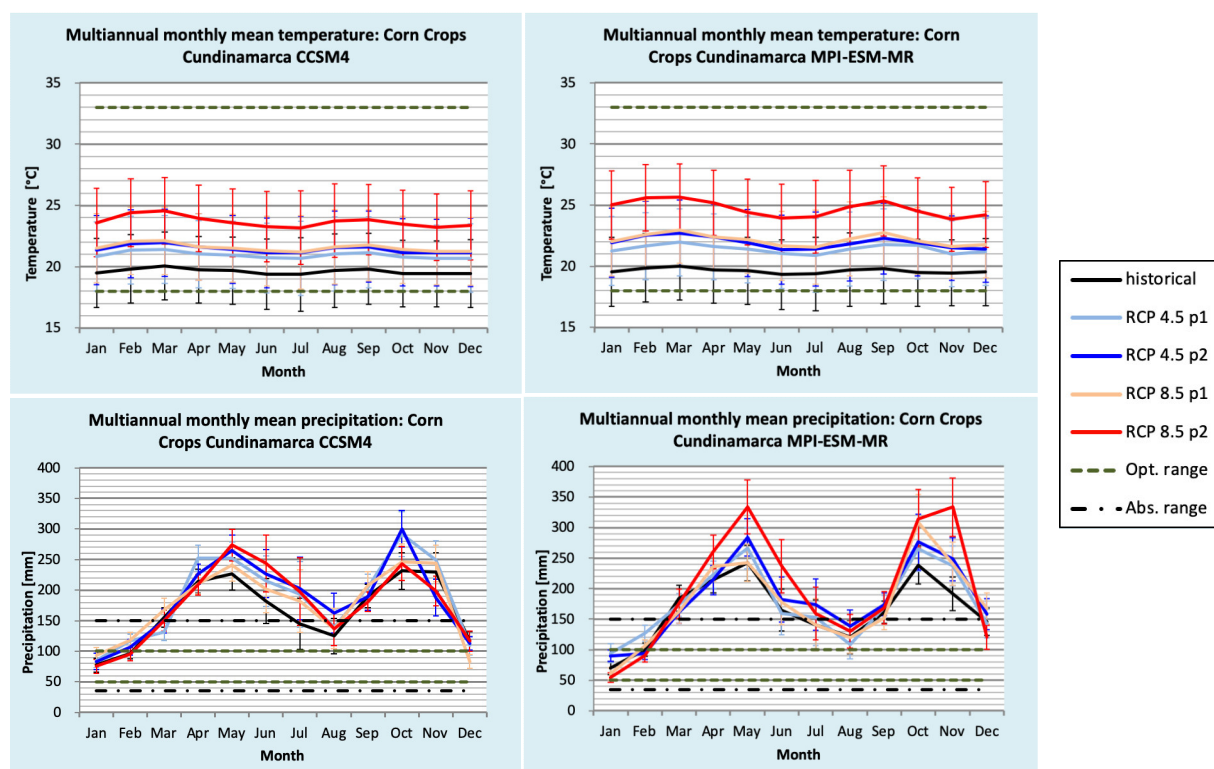 Multiannual monthly mean temperature: Corn Crops
Cundinamarca CCSM4
35
30
25
20
15
Temperature [°C]
Jan Feb Mar Apr May Jun Jul Aug Sep Oct Nov Dec
Month
Multiannual monthly mean temperature: Corn
Crops Cundinamarca MPI-ESM-MR
35
30
25
20
15
Temperature [°C]
Jan Feb Mar Apr May Jun Jul Aug Sep Oct Nov Dec
Month
Multiannual monthly mean precipitation: Corn
Crops Cundinamarca CCSM4
400
350
300
250
200
150
100
50
0
Precipitation [mm]
Jan Feb Mar Apr May Jun Jul Aug Sep Oct Nov Dec
Month
Multiannual monthly mean precipitation: Corn Crops
Cundinamarca MPI-ESM-MR
400
350
300
250
200
150
100
50
0
Precipitation [mm]
Jan Feb Mar Apr May Jun Jul Aug Sep Oct Nov Dec
Month
historical
RCP 4.5 p1
RCP 4.5 p2
RCP 8.5 p1
RCP 8.5 p2
Opt. range
Abs. range